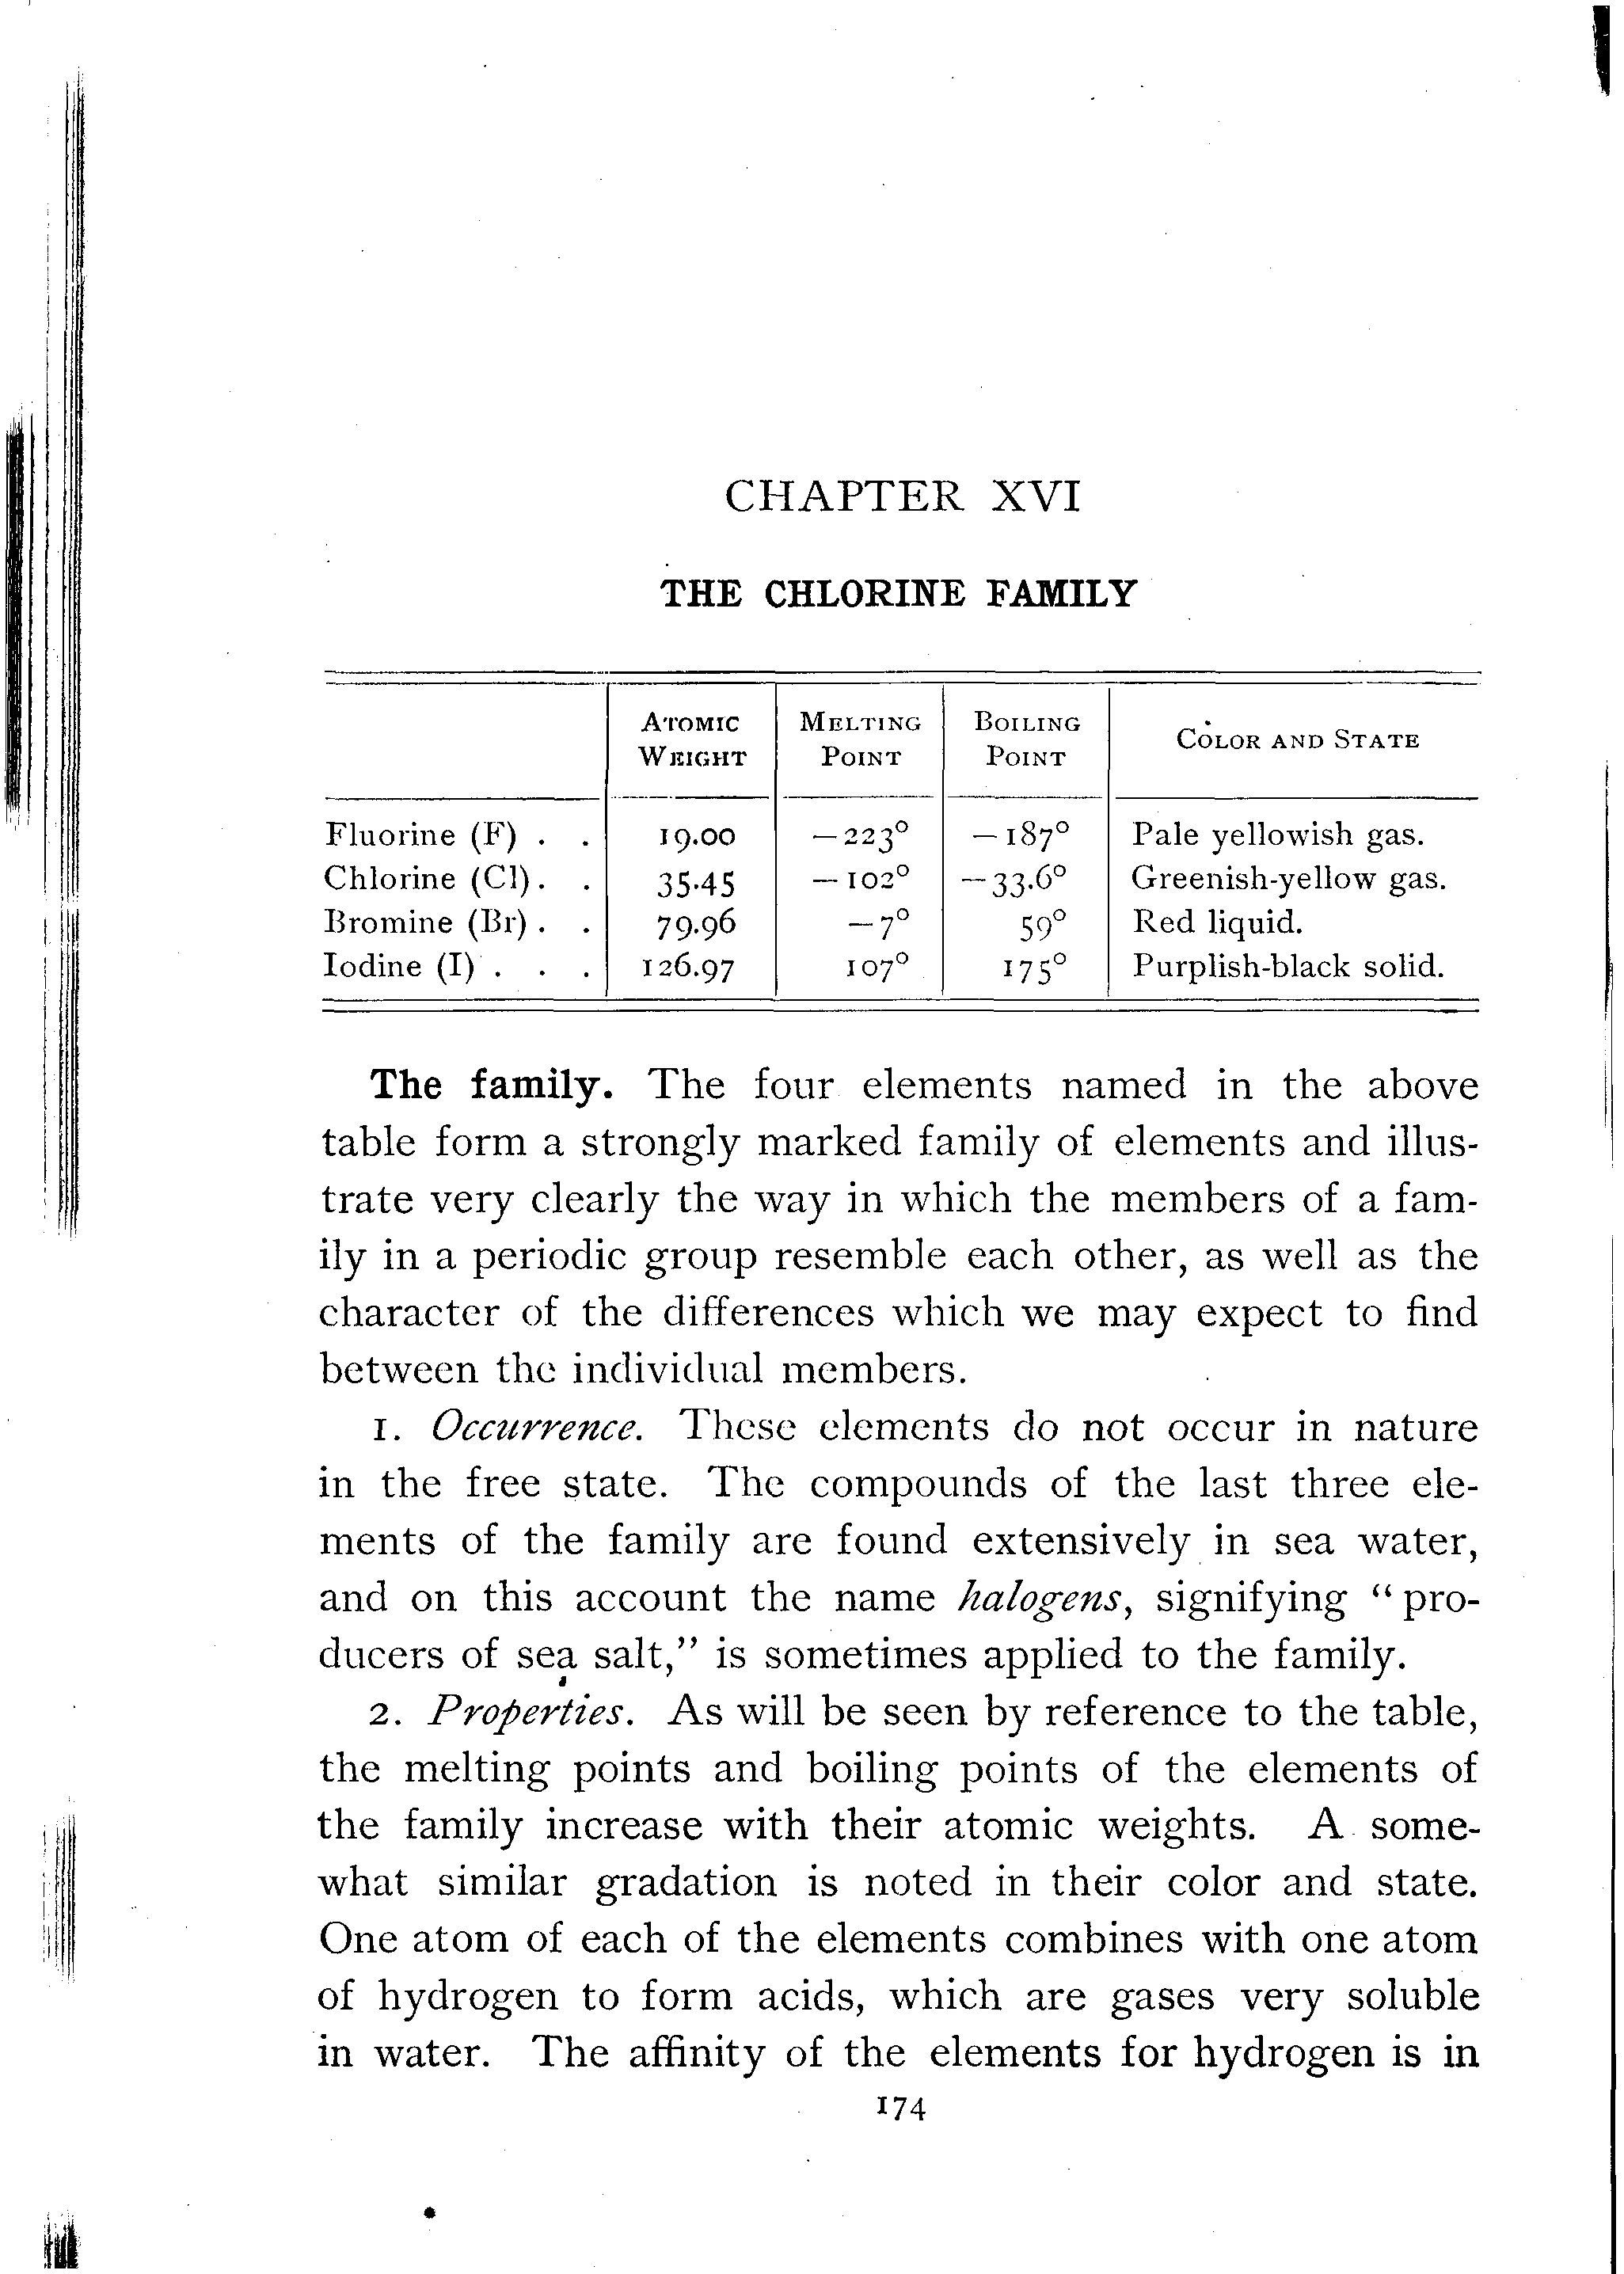 CHAPTER XVI
THE CHLORINE FAMILY
ATOMIC WEIGHT MELTING POINT BOILING POINT COLOR AND STATE
Fluorine (F) . . 19.00 —223° —187° Pale yellowish gas.
Chlorine (Cl) . . 35.45 —102° —33.6° Greenish-yellow gas.
Bromine (Br) . . 79.96 —7° 59° Red liquid.
Iodine (I) . . . 126.97 107° 175° Purplish-black solid.
The family. The four elements named in the above
table form a strongly marked family of elements and illus-
trate very clearly the way in which the members of a fam-
ily in a periodic group resemble each other, as well as the
character of the differences which we may expect to find
between the individual members.
1. Occurrence. These elements do not occur in nature
in the free state. The compounds of the last three ele-
ments of the family are found extensively in sea water,
and on this account the name halogens, signifying "pro-
ducers of sea salt," is sometimes applied to the family.
2. Properties. As will be seen by reference to the table,
the melting points and boiling points of the elements of
the family increase with their atomic weights. A some-
what similar gradation is noted in their color and state.
One atom of each of the elements combines with one atom
of hydrogen to form acids, which are gases very soluble
in water. The affinity of the elements for hydrogen is in
174